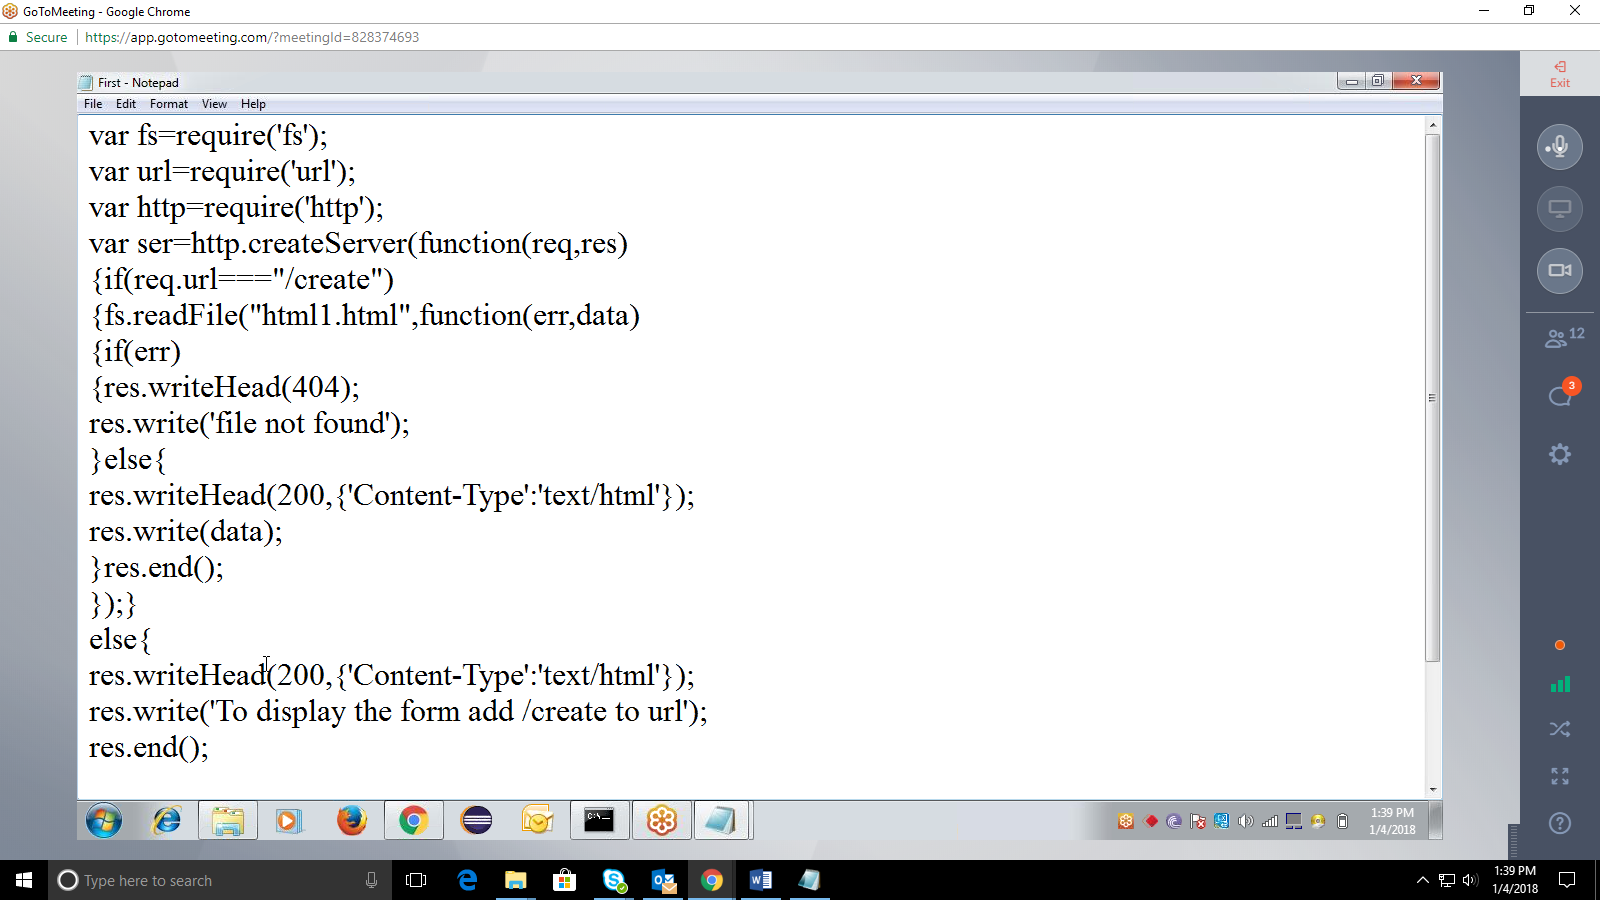 GoToMeeting - Google Chrome
Secure
https://app.gotomeeting.com/?meetingId=828374693
Exit
First - Notepad
File Edit Format View Help
var fs=require('fs');
var url=require('url');
var http=require('http');
var ser=http.createServer(function(req,res)
{if(req.url==="/create")
{fs.readFile("html1.html",function(err,data)
{if(err)
{res.writeHead(404);
res.write('file not found');
}else{
res.writeHead(200,{'Content-Type':'text/html'});
res.write(data);
}res.end();
});}
else{
res.writeHead(200,{'Content-Type':'text/html'});
res.write('To display the form add /create to url');
res.end();
12
3
C:\_
1:39 PM
1/4/2018
Type here to search
1:39 PM
1/4/2018